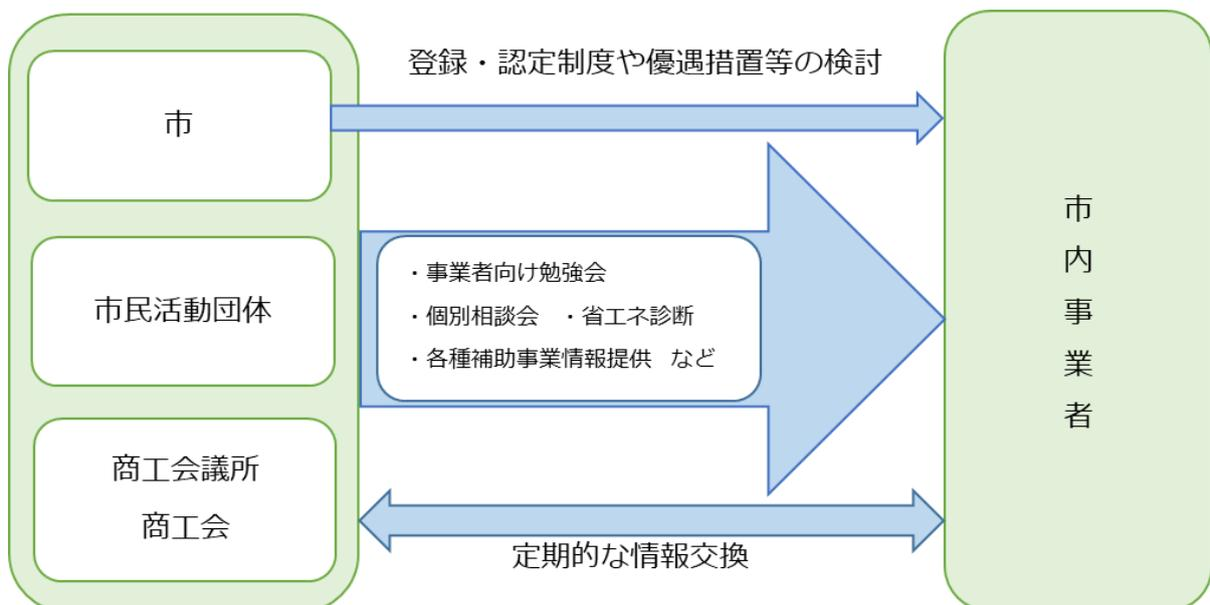 登録・認定制度や優遇措置等の検討
市
市民活動団体
商工会議所
商工会
・事業者向け勉強会
・個別相談会　・省エネ診断
・各種補助事業情報提供　など
定期的な情報交換
市内事業者